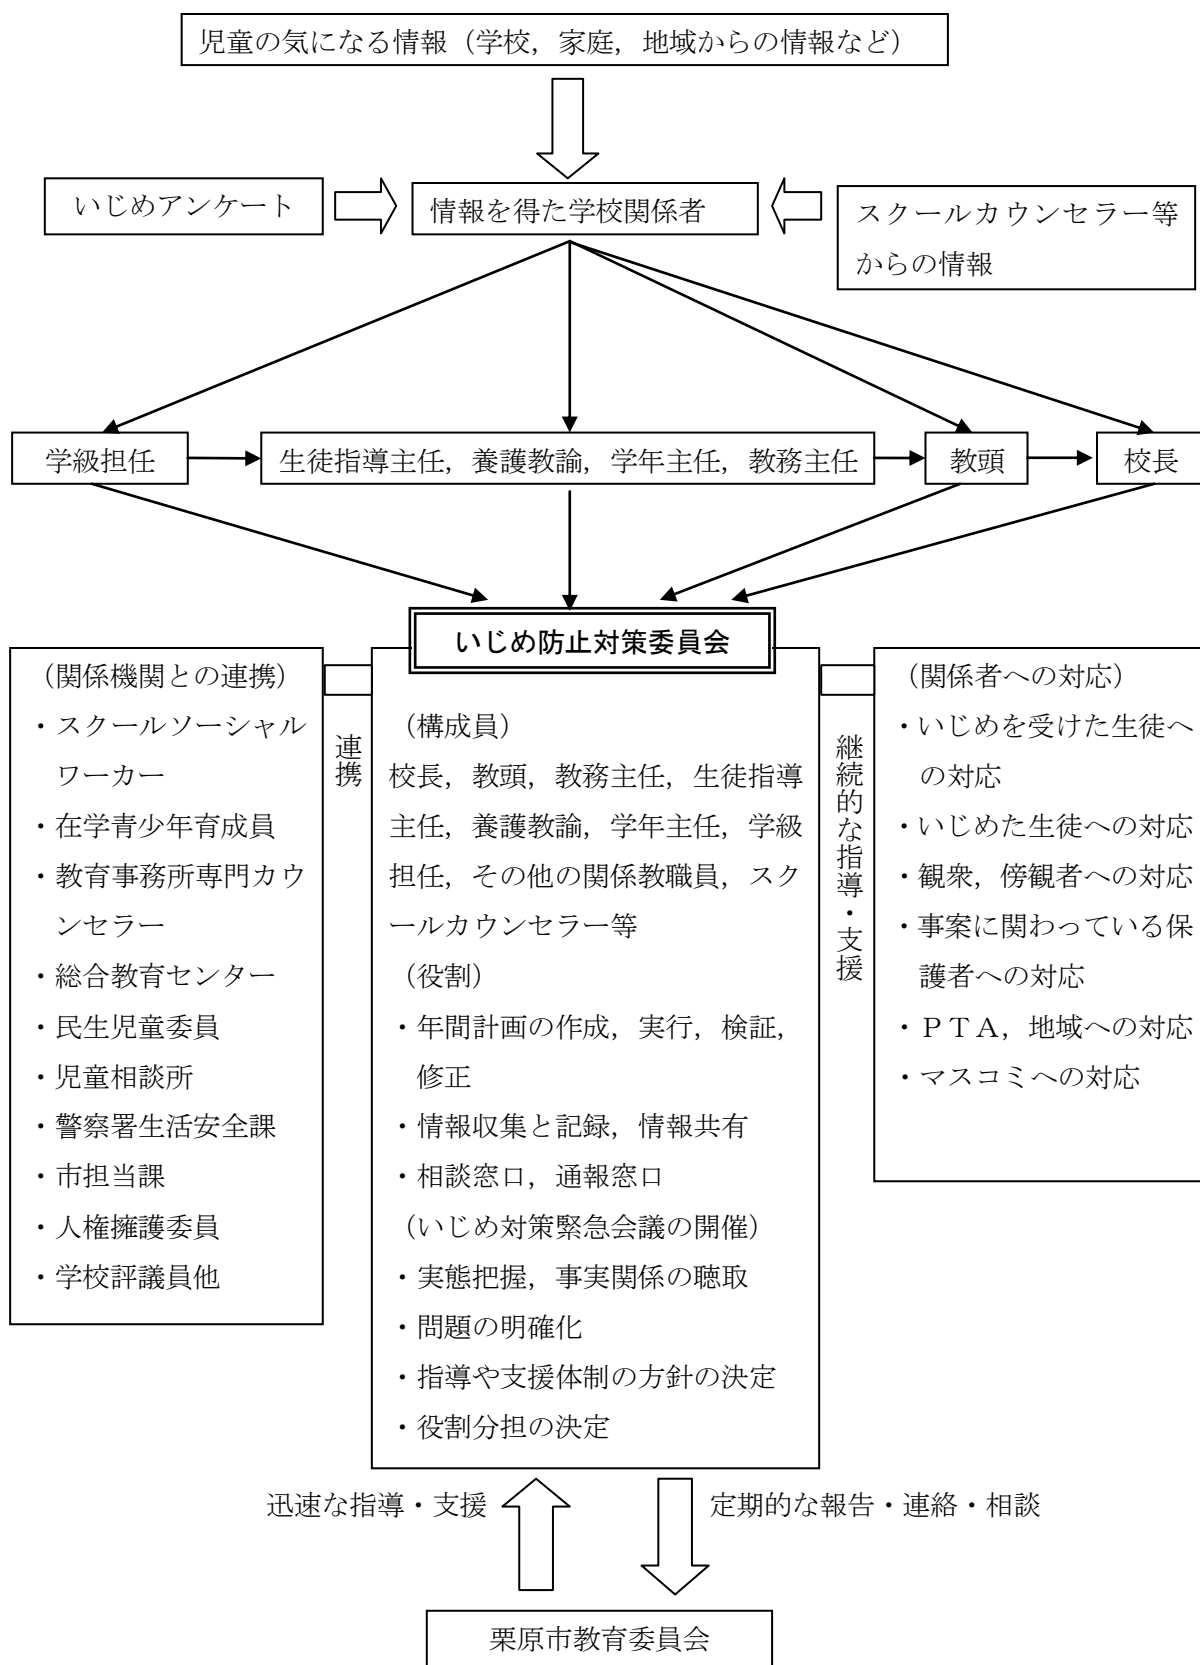 児童の気になる情報（学校，家庭，地域からの情報など）
いじめアンケート
情報を得た学校関係者
スクールカウンセラー等
からの情報
学級担任
生徒指導主任，養護教諭，学年主任，教務主任
教頭
校長
いじめ防止対策委員会
（関係機関との連携）
・スクールソーシャル
ワーカー
・在学青少年育成員
・教育事務所専門カウ
ンセラー
・総合教育センター
・民生児童委員
・児童相談所
・警察署生活安全課
・市担当課
・人権擁護委員
・学校評議員他
連携
（構成員）
校長，教頭，教務主任，生徒指導
主任，養護教諭，学年主任，学級
担任，その他の関係教職員，スク
ールカウンセラー等
（役割）
・年間計画の作成，実行，検証，
修正
・情報収集と記録，情報共有
・相談窓口，通報窓口
（いじめ対策緊急会議の開催）
・実態把握，事実関係の聴取
・問題の明確化
・指導や支援体制の方針の決定
・役割分担の決定
継続的な指導・支援
（関係者への対応）
・いじめを受けた生徒へ
の対応
・いじめた生徒への対応
・観衆，傍観者への対応
・事案に関わっている保
護者への対応
・ＰＴＡ，地域への対応
・マスコミへの対応
迅速な指導・支援
定期的な報告・連絡・相談
栗原市教育委員会